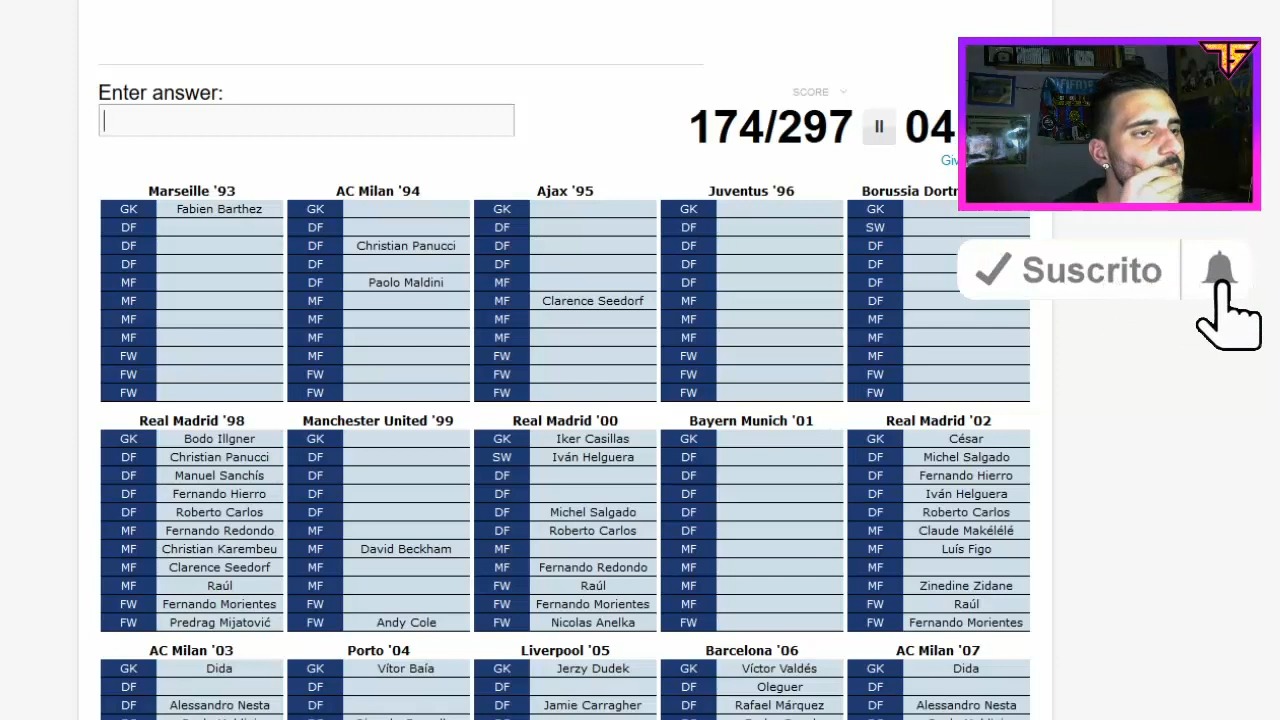 Enter answer:
SCORE
174/297 04
Giv
Marseille '93 AC Milan '94 Ajax '95 Juventus '96 Borussia Dortm
GK Fabien Barthez GK GK GK GK
DF DF DF DF SW
DF DF Christian Panucci DF DF DF
DF DF DF DF DF
MF DF Paolo Maldini MF MF DF
MF MF MF Clarence Seedorf MF DF
MF MF MF MF MF
MF MF MF MF MF
FW MF FW FW MF
FW FW FW FW FW
FW FW FW FW FW
Suscrito
Real Madrid '98 Manchester United '99 Real Madrid '00 Bayern Munich '01 Real Madrid '02
GK Bodo Illgner GK GK Iker Casillas GK GK César
DF Christian Panucci DF SW Iván Helguera DF DF Michel Salgado
DF Manuel Sanchís DF DF DF DF Fernando Hierro
DF Fernando Hierro DF DF DF DF Iván Helguera
DF Roberto Carlos DF DF Michel Salgado DF DF Roberto Carlos
MF Fernando Redondo MF DF Roberto Carlos DF MF Claude Makélélé
MF Christian Karembeu MF David Beckham MF MF MF Luís Figo
MF Clarence Seedorf MF MF Fernando Redondo MF MF
MF Raúl MF FW Raúl MF MF Zinedine Zidane
FW Fernando Morientes FW FW Fernando Morientes MF FW Raúl
FW Predrag Mijatović FW Andy Cole FW Nicolas Anelka FW FW Fernando Morientes
AC Milan '03 Porto '04 Liverpool '05 Barcelona '06 AC Milan '07
GK Dida GK Vítor Baía GK Jerzy Dudek GK Víctor Valdés GK Dida
DF DF DF DF Oleguer DF
DF Alessandro Nesta DF DF Jamie Carragher DF Rafael Márquez DF Alessandro Nesta